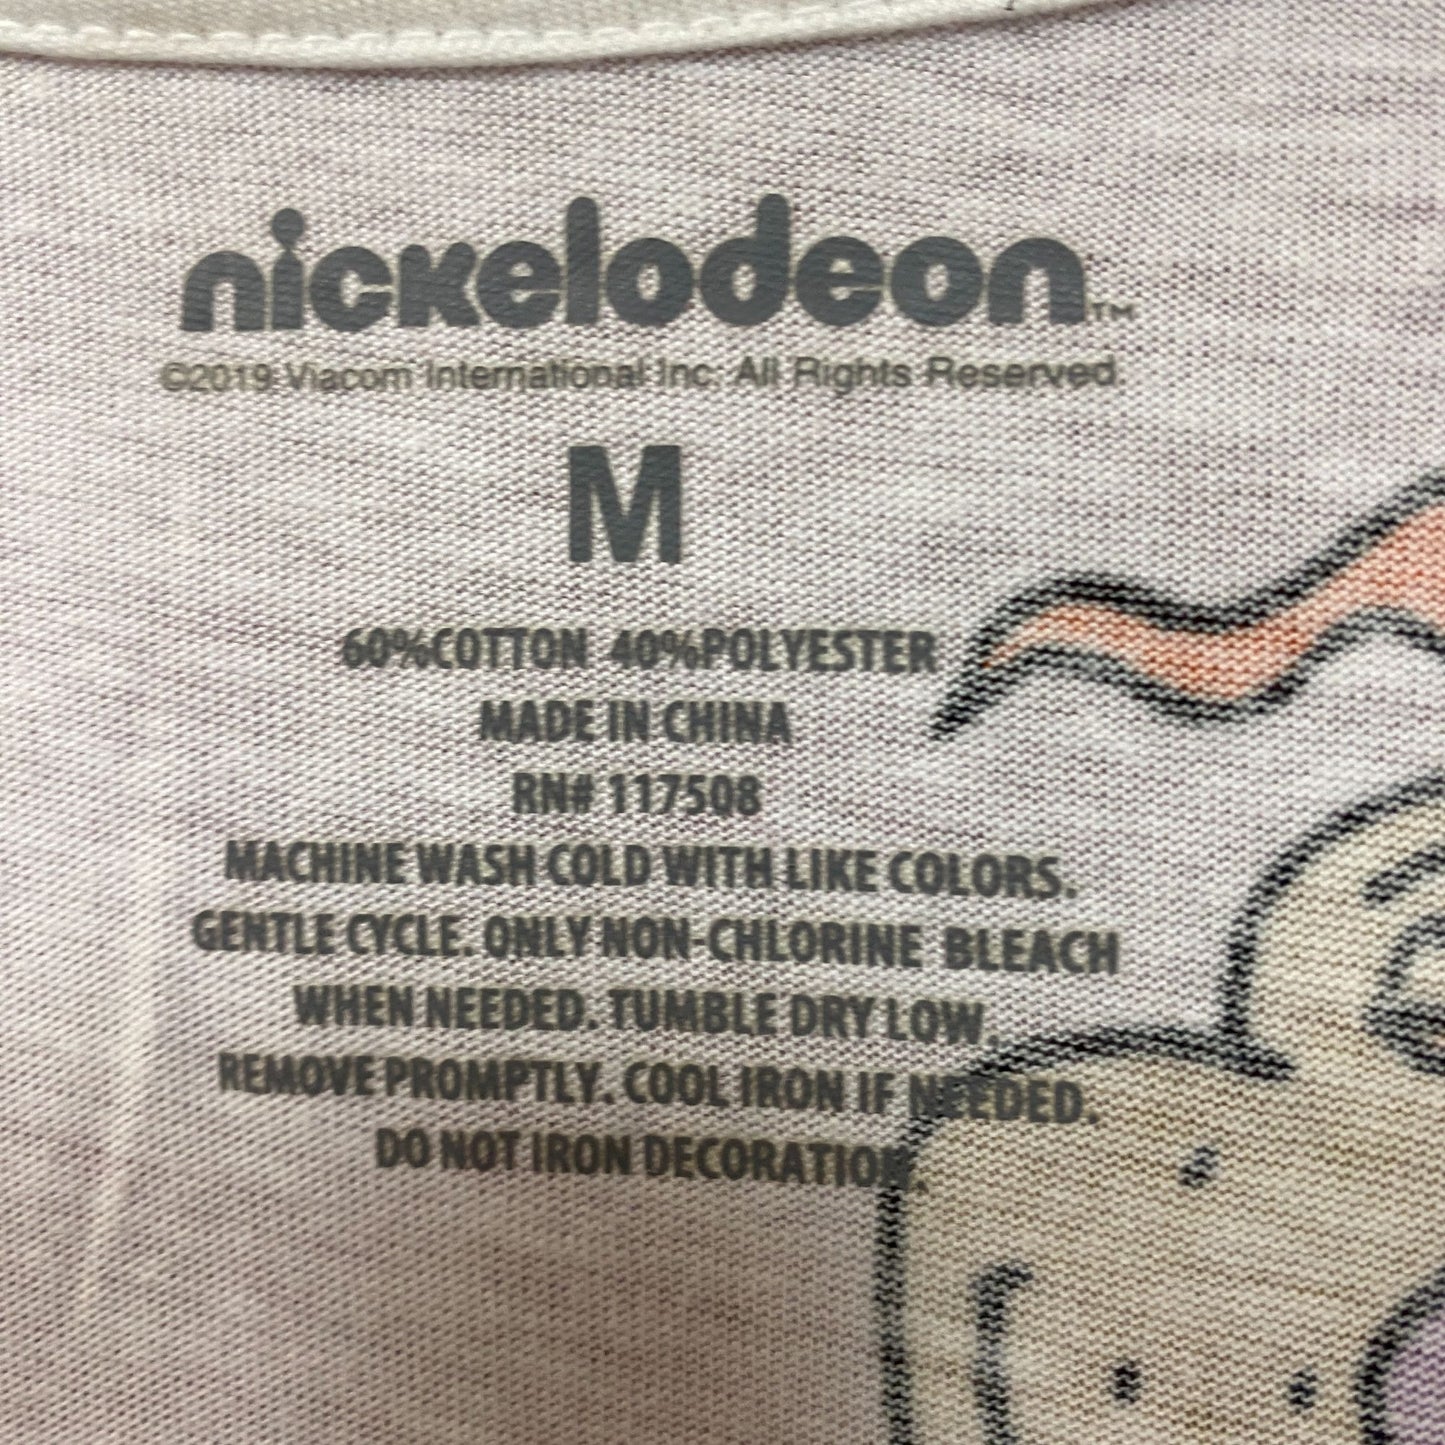 nickelodeon™
©2019 Viacom International Inc. All Rights Reserved.
M
60%COTTON 40%POLYESTER
MADE IN CHINA
RN# 117508
MACHINE WASH COLD WITH LIKE COLORS.
GENTLE CYCLE. ONLY NON-CHLORINE BLEACH
WHEN NEEDED. TUMBLE DRY LOW.
REMOVE PROMPTLY. COOL IRON IF NEEDED.
DO NOT IRON DECORATION.